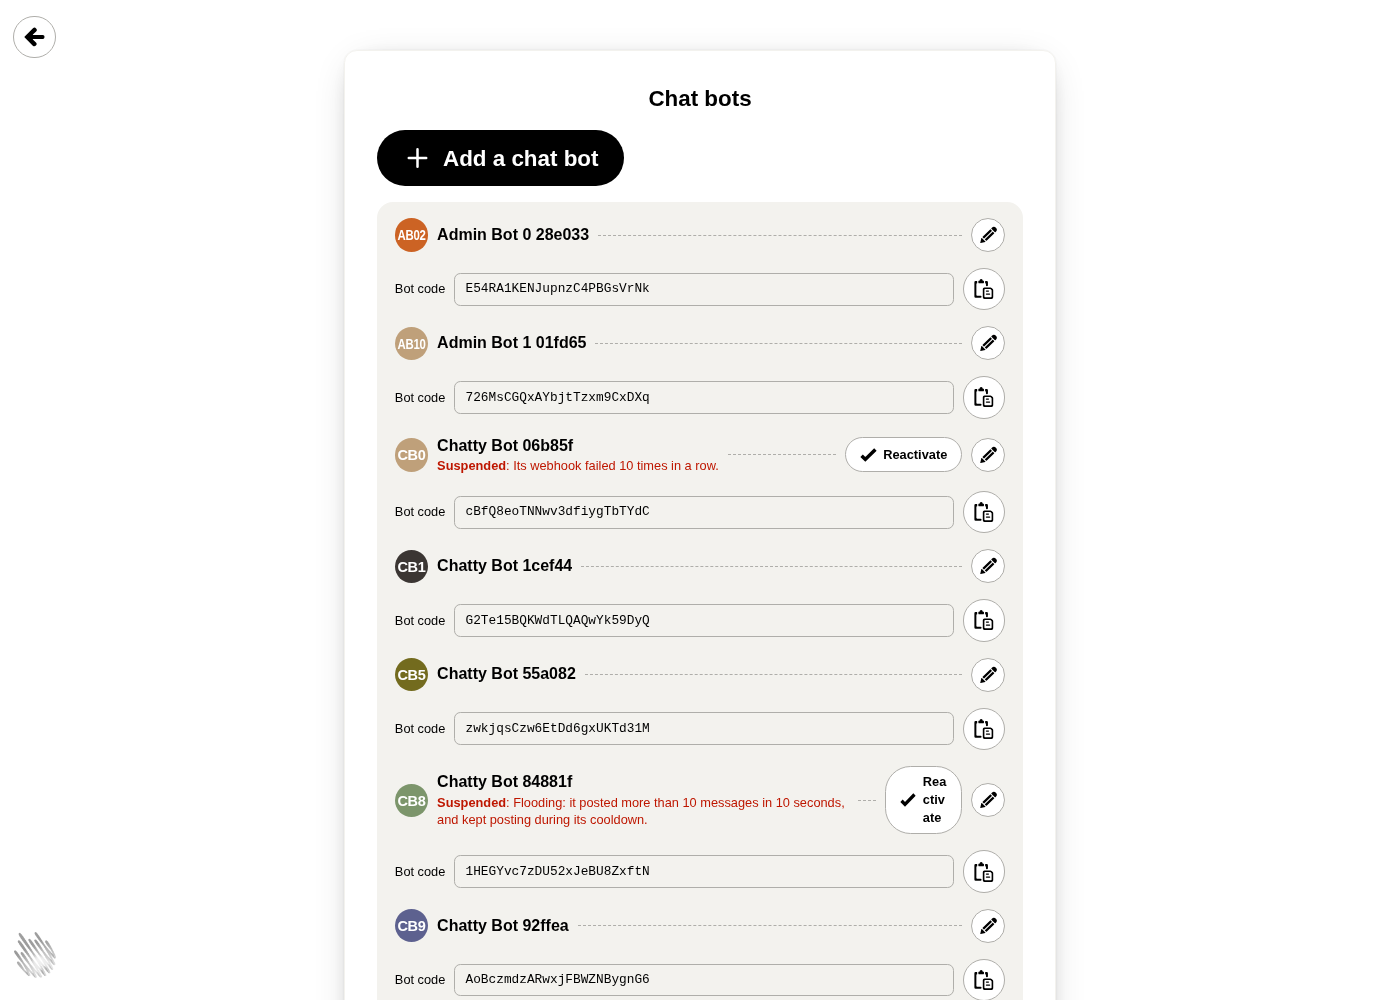 Chat bots
Add a chat bot
AB02 Admin Bot 0 28e033
Bot code E54RA1KENJupnzC4PBGsVrNk
AB10 Admin Bot 1 01fd65
Bot code 726MsCGQxAYbjtTzxm9CxDXq
CB0 Chatty Bot 06b85f
Suspended: Its webhook failed 10 times in a row.
Reactivate
Bot code cBfQ8eoTNNwv3dfiygTbTYdC
CB1 Chatty Bot 1cef44
Bot code G2Te15BQKWdTLQAQwYk59DyQ
CB5 Chatty Bot 55a082
Bot code zwkjqsCzw6EtDd6gxUKTd31M
CB8 Chatty Bot 84881f
Suspended: Flooding: it posted more than 10 messages in 10 seconds,
and kept posting during its cooldown.
Rea
ctiv
ate
Bot code 1HEGYvc7zDU52xJeBU8ZxftN
CB9 Chatty Bot 92ffea
Bot code AoBczmdzARwxjFBWZNBygnG6